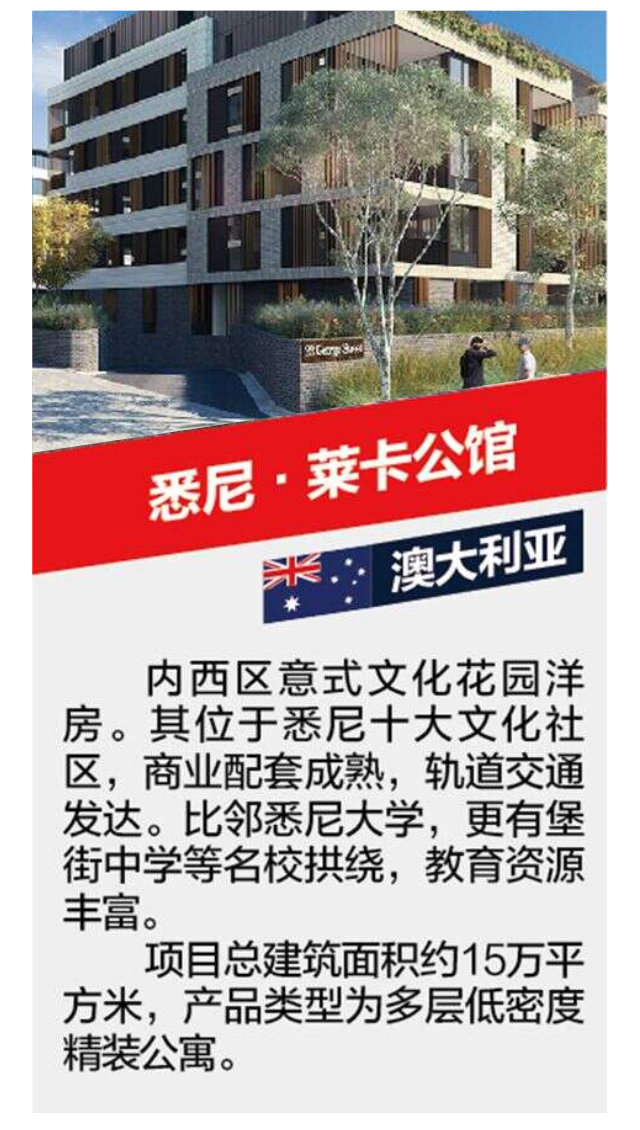 99 George Street
悉尼·莱卡公馆
澳大利亚
内西区意式文化花园洋
房。其位于悉尼十大文化社
区，商业配套成熟，轨道交通
发达。比邻悉尼大学，更有堡
街中学等名校拱绕，教育资源
丰富。
项目总建筑面积约15万平
方米，产品类型为多层低密度
精装公寓。